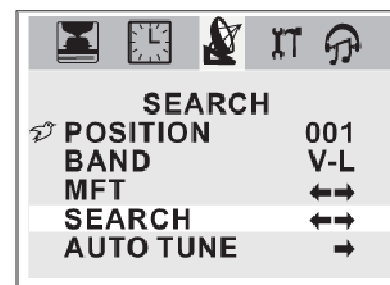 SEARCH
POSITION 001
BAND V-L
MFT
SEARCH
AUTO TUNE